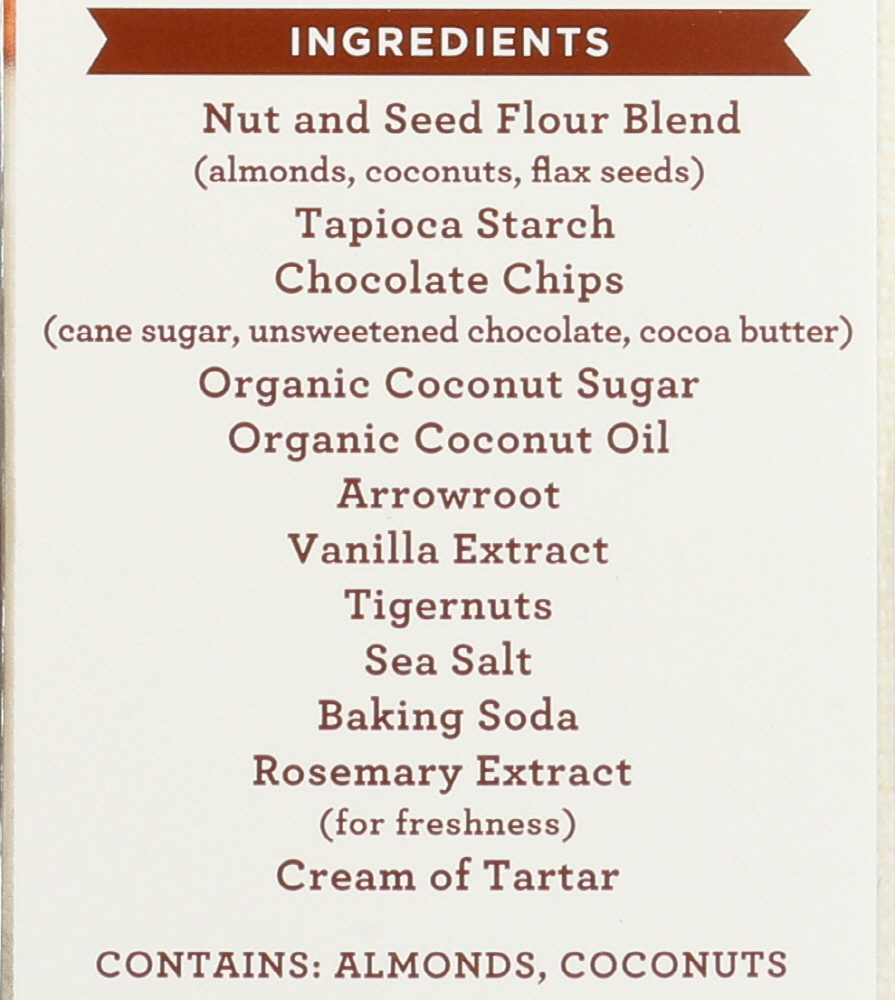 INGREDIENTS
Nut and Seed Flour Blend
(almonds, coconuts, flax seeds)
Tapioca Starch
Chocolate Chips
(cane sugar, unsweetened chocolate, cocoa butter)
Organic Coconut Sugar
Organic Coconut Oil
Arrowroot
Vanilla Extract
Tigernuts
Sea Salt
Baking Soda
Rosemary Extract
(for freshness)
Cream of Tartar
CONTAINS: ALMONDS, COCONUTS